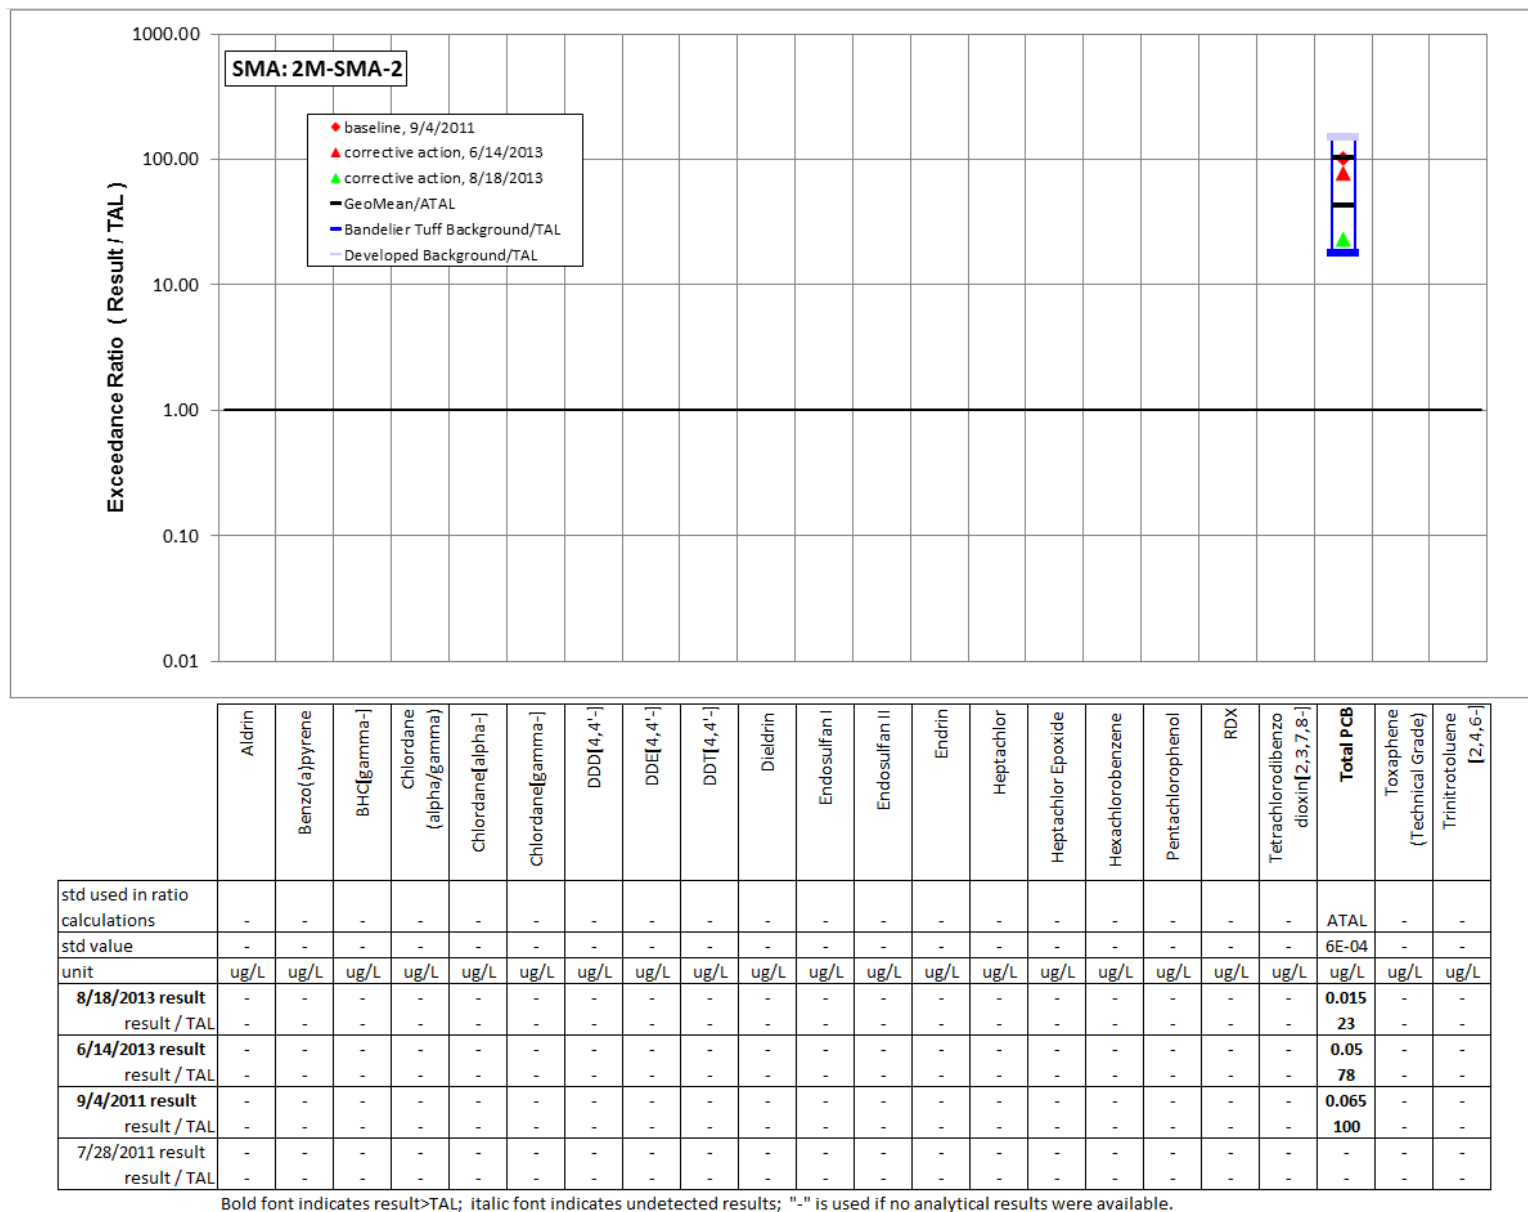 1000.00
100.00
10.00
1.00
0.10
0.01
Exceedance Ratio ( Result / TAL )
SMA: 2M-SMA-2
baseline, 9/4/2011
corrective action, 6/14/2013
corrective action, 8/18/2013
GeoMean/ATAL
Bandelier Tuff Background/TAL
Developed Background/TAL
Aldrin
Benzo(a)pyrene
BHC[gamma-]
Chlordane
(alpha/gamma)
Chlordane[alpha-]
Chlordane[gamma-]
DDD[4,4'-]
DDE[4,4'-]
DDT[4,4'-]
Dieldrin
Endosulfan I
Endosulfan II
Endrin
Heptachlor
Heptachlor Epoxide
Hexachlorobenzene
Pentachlorophenol
RDX
Tetrachlorodibenzo
dioxin[2,3,7,8-]
Total PCB
Toxaphene
(Technical Grade)
Trinitrotoluene
[2,4,6-]
std used in ratio
calculations - - - - - - - - - - - - - - - - - - - ATAL - -
std value - - - - - - - - - - - - - - - - - - - 6E-04 - -
unit ug/L ug/L ug/L ug/L ug/L ug/L ug/L ug/L ug/L ug/L ug/L ug/L ug/L ug/L ug/L ug/L ug/L ug/L ug/L ug/L ug/L ug/L
8/18/2013 result - - - - - - - - - - - - - - - - - - - 0.015 - -
result / TAL - - - - - - - - - - - - - - - - - - - 23 - -
6/14/2013 result - - - - - - - - - - - - - - - - - - - 0.05 - -
result / TAL - - - - - - - - - - - - - - - - - - - 78 - -
9/4/2011 result - - - - - - - - - - - - - - - - - - - 0.065 - -
result / TAL - - - - - - - - - - - - - - - - - - - 100 - -
7/28/2011 result - - - - - - - - - - - - - - - - - - - - - -
result / TAL - - - - - - - - - - - - - - - - - - - - - -
Bold font indicates result>TAL; italic font indicates undetected results; "-" is used if no analytical results were available.